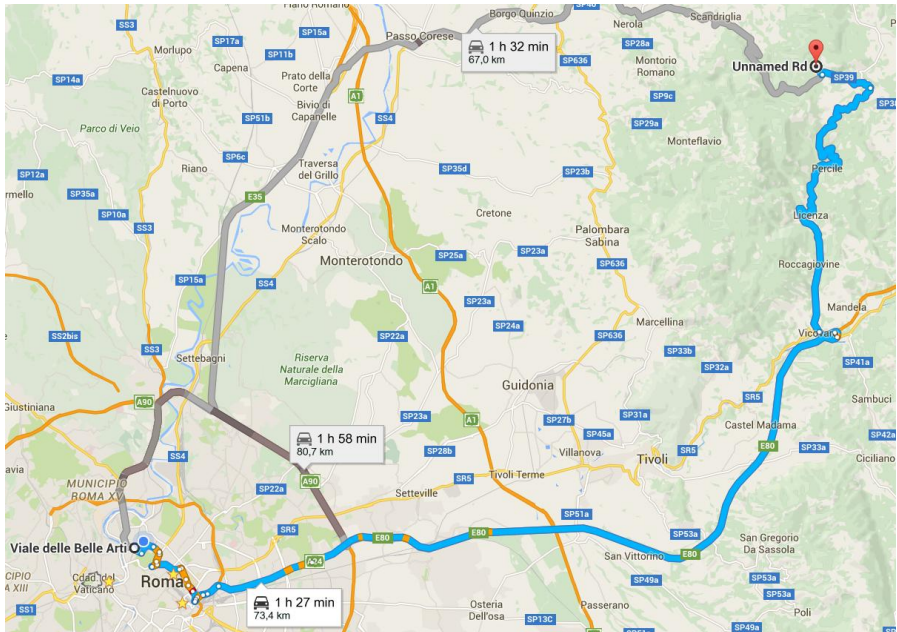 Piano Romano
Borgo Quinzio
SP46
Scandriglia
SS3
SP15a
Passo Corese
Nerola
SP17a
1 h 32 min
67,0 km
SP28a
Morlupo
SP11b
SP636
Montorio
Romano
Unnamed Rd
SP39
Capena
Prato della
Corte
SP14a
Castelnuovo
di Porto
A1
SP9c
Bivio di
Capanelle
SP51b
SS4
SP29a
Parco di Veio
Monteflavio
SP6c
Traversa
del Grillo
SP35d
SP23b
Percile
SP12a
Riano
SP35a
E35
SP10a
Cretone
Licenza
SS3
Monterotondo
Scalo
Palombara
Sabina
SP25a
SP23a
Monterotondo
SP636
Roccagiovine
SP15a
SS4
A1
SP23a
Mandela
SP22a
SP24a
Marcellina
SS2bis
SS3
SP636
SP33b
SP41a
Settebagni
Riserva
Naturale della
Marcigliana
SP32a
Guidonia
SR5
Sambuci
Giustiniana
A90
SP23a
A1
SP27b
SP31a
Castel Madama
1 h 58 min
80,7 km
SP45a
SP42a
SS4
SP28b
Villanova
Tivoli
SR5
E80
SP33a
Ciciliano
MUNICIPIO
SP22a
A90
SR5
Tivoli Terme
Setteville
SR5
SP51a
Viale delle Belle Arti
E80
E80
SP53a
San Gregorio
Da Sassola
San Vittorino
E80
Roma
A24
SP49a
SP53a
SP53a
1 h 27 min
73,4 km
Osteria
Dell'osa
Passerano
SS1
SP13C
SP49a
SP49a
Poli